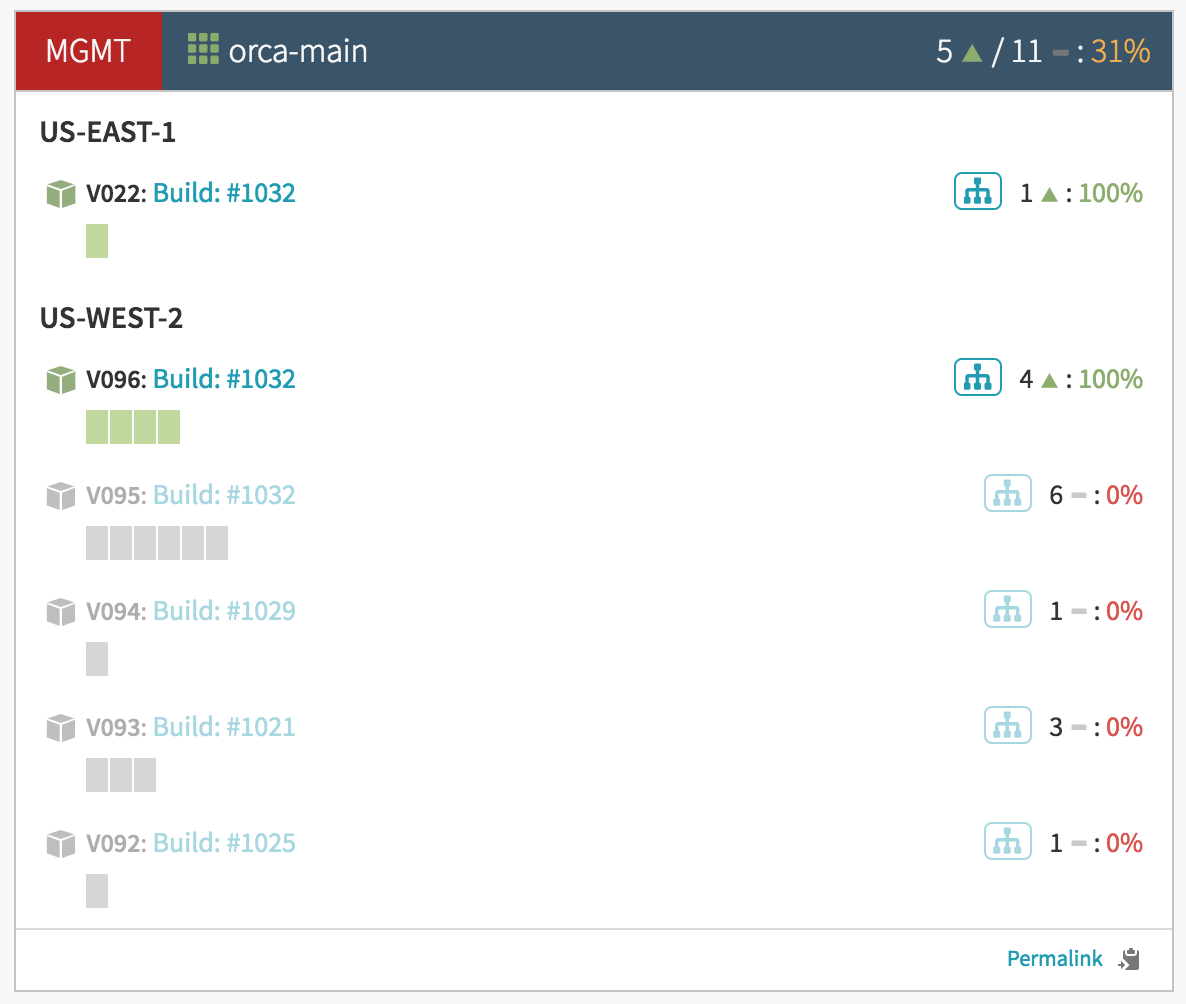 MGMT orca-main 5 ▲ / 11 – : 31%
US-EAST-1
V022: Build: #1032 1 ▲ : 100%
US-WEST-2
V096: Build: #1032 4 ▲ : 100%
V095: Build: #1032 6 – : 0%
V094: Build: #1029 1 – : 0%
V093: Build: #1021 3 – : 0%
V092: Build: #1025 1 – : 0%
Permalink